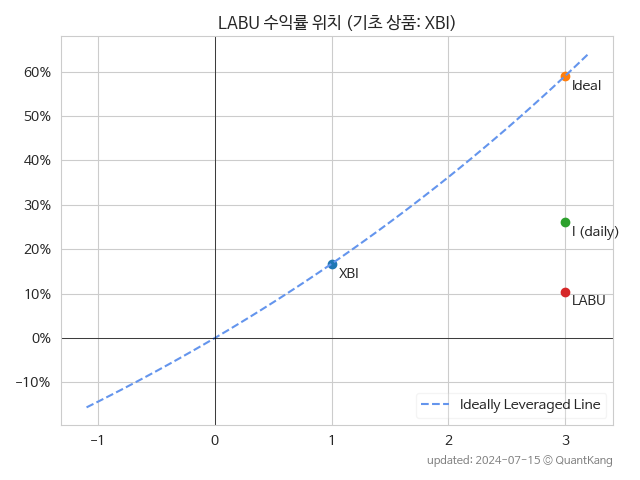 LABU 수익률 위치 (기초 상품: XBI)
60%
Ideal
50%
40%
30%
I (daily)
20%
XBI
10%
LABU
0%
−10%
Ideally Leveraged Line
−1
0
1
2
3
updated: 2024-07-15 © QuantKang